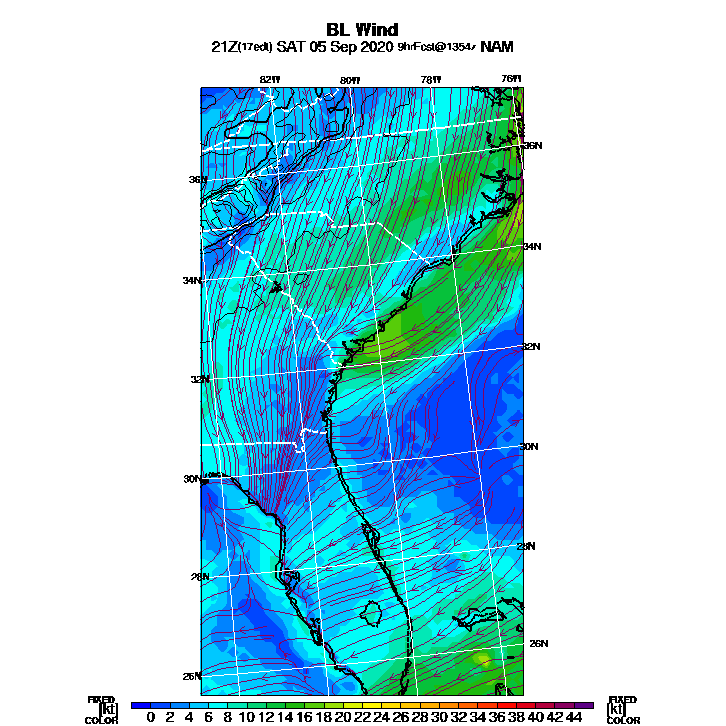 BL Wind
21Z(17edt) SAT 05 Sep 2020 9hrFcst@1354z NAM
82W 80W 78W 76W
36N
36N
34N
34N
32N
32N
30N
30N
28N
28N
26N
26N
FIXED FIXED
[kt] 0 2 4 6 8 10 12 14 16 18 20 22 24 26 28 30 32 34 36 38 40 42 44 [kt]
COLOR COLOR